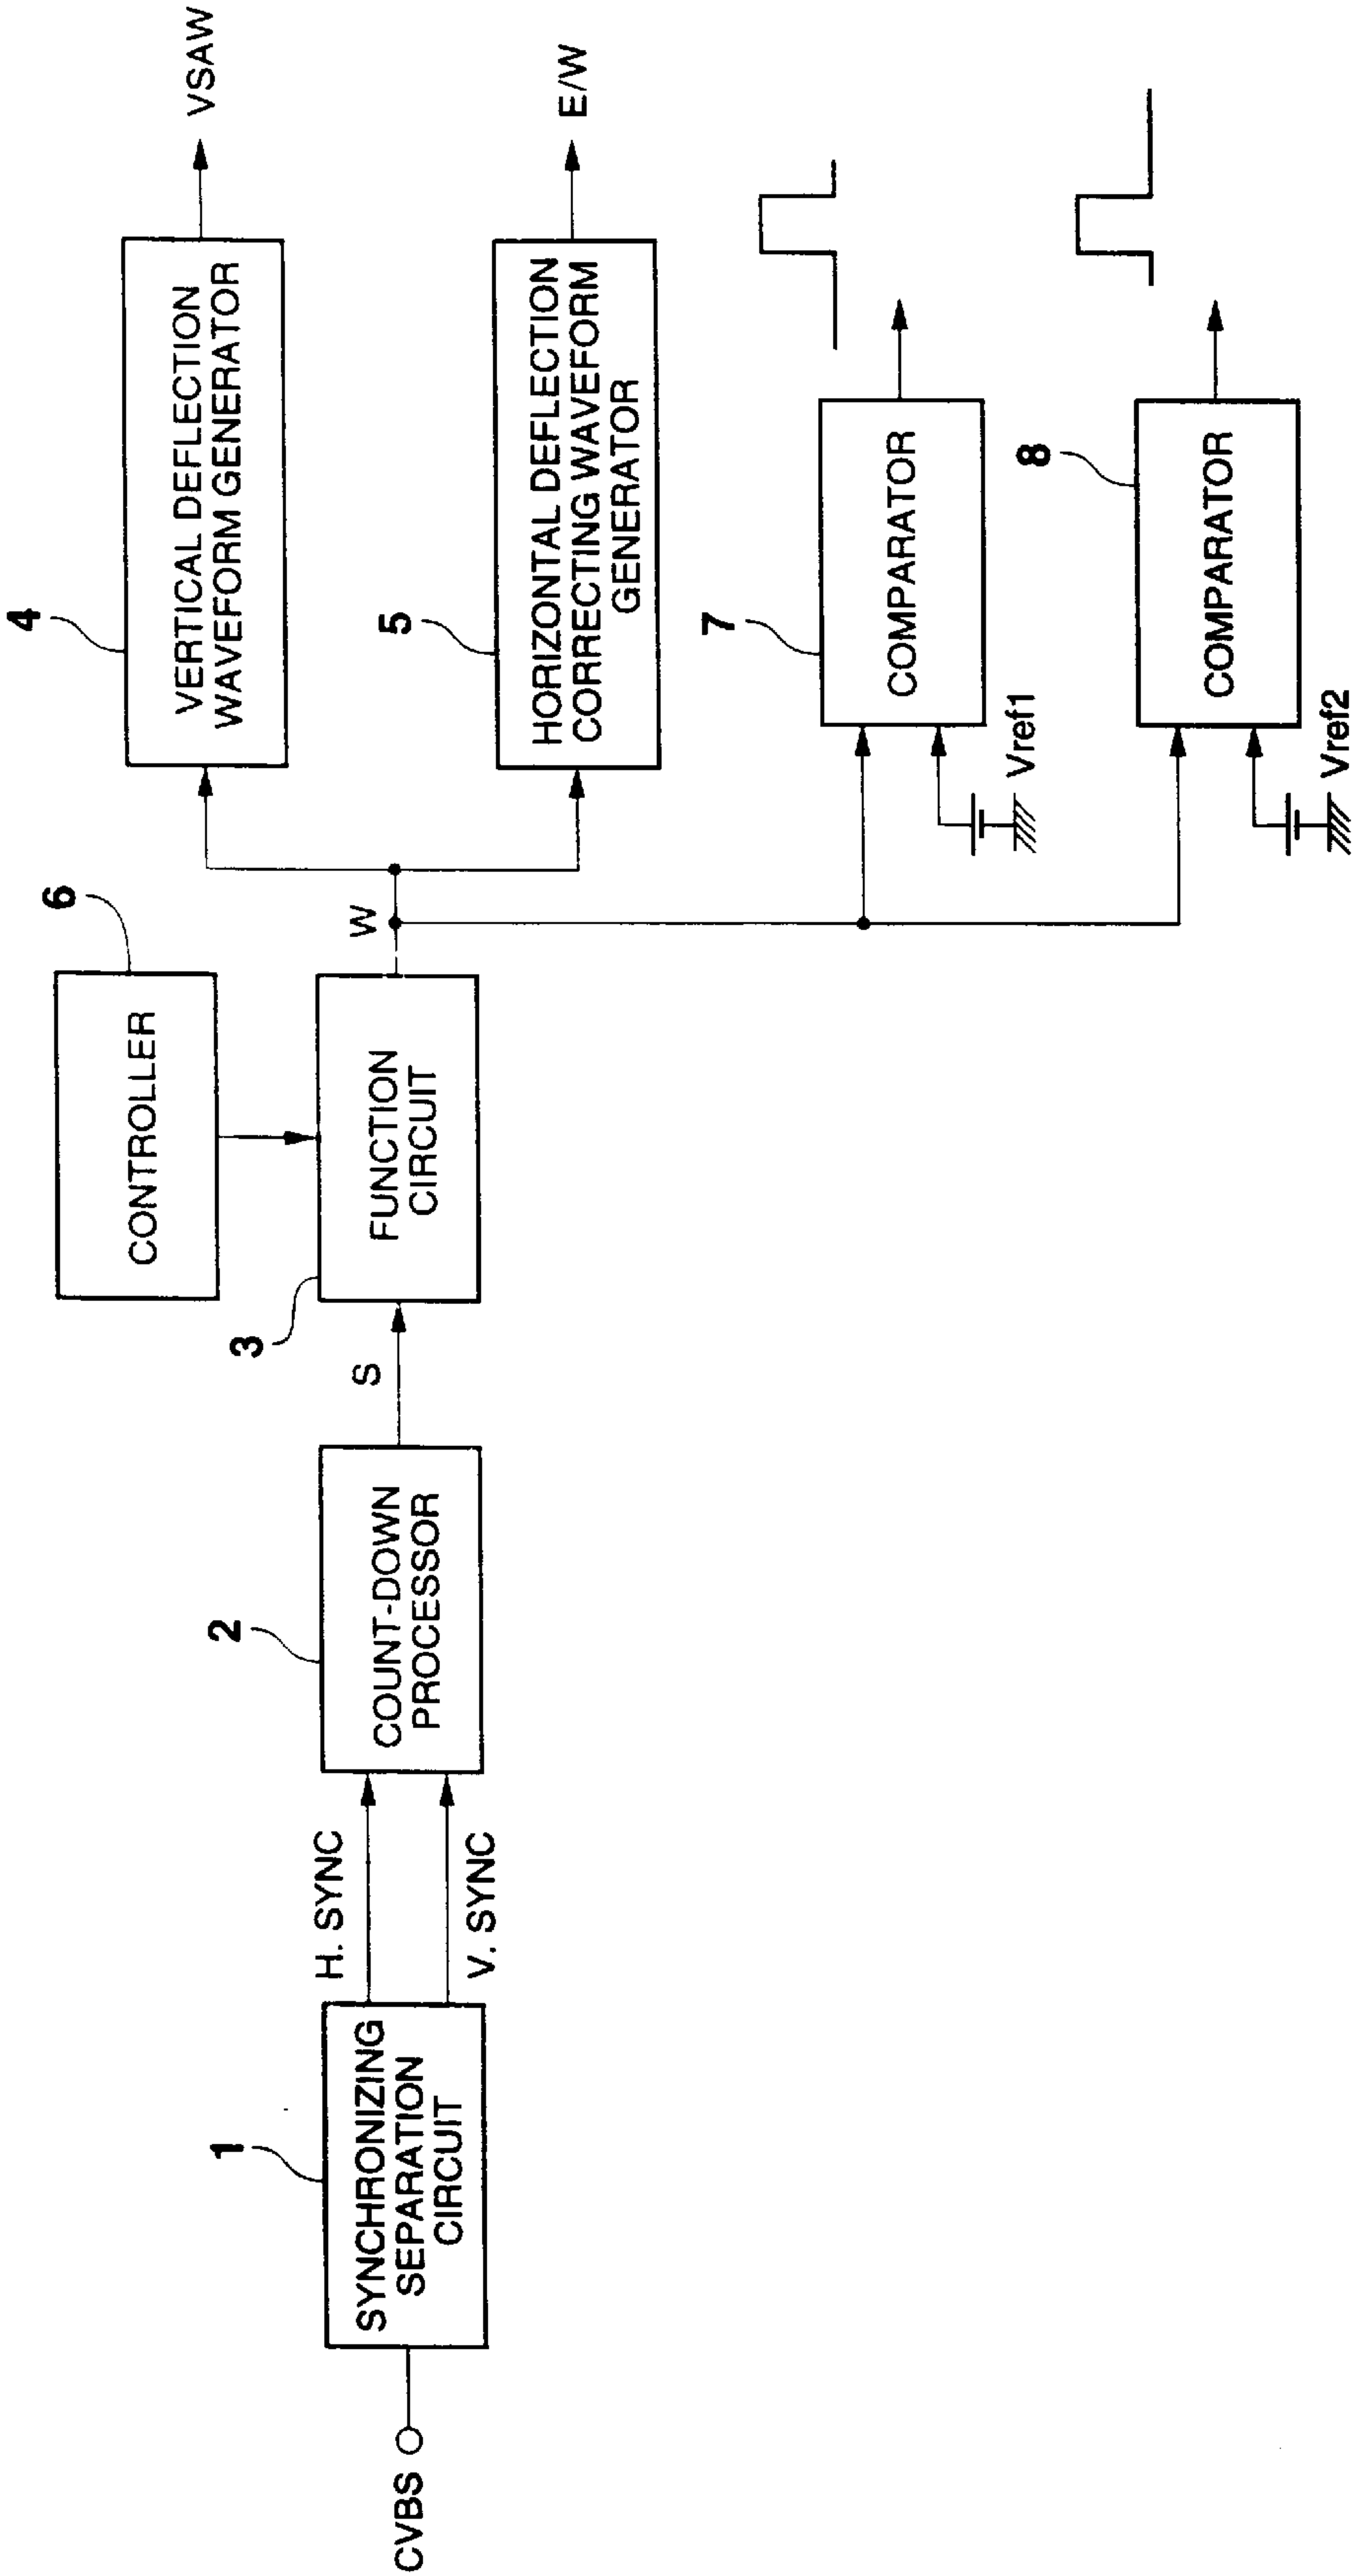 CVBS
1
SYNCHRONIZING
SEPARATION
CIRCUIT
H. SYNC
V. SYNC
2
COUNT-DOWN
PROCESSOR
S
3
FUNCTION
CIRCUIT
6
CONTROLLER
W
4
VERTICAL DEFLECTION
WAVEFORM GENERATOR
VSAW
5
HORIZONTAL DEFLECTION
CORRECTING WAVEFORM
GENERATOR
E/W
7
COMPARATOR
Vref1
8
COMPARATOR
Vref2